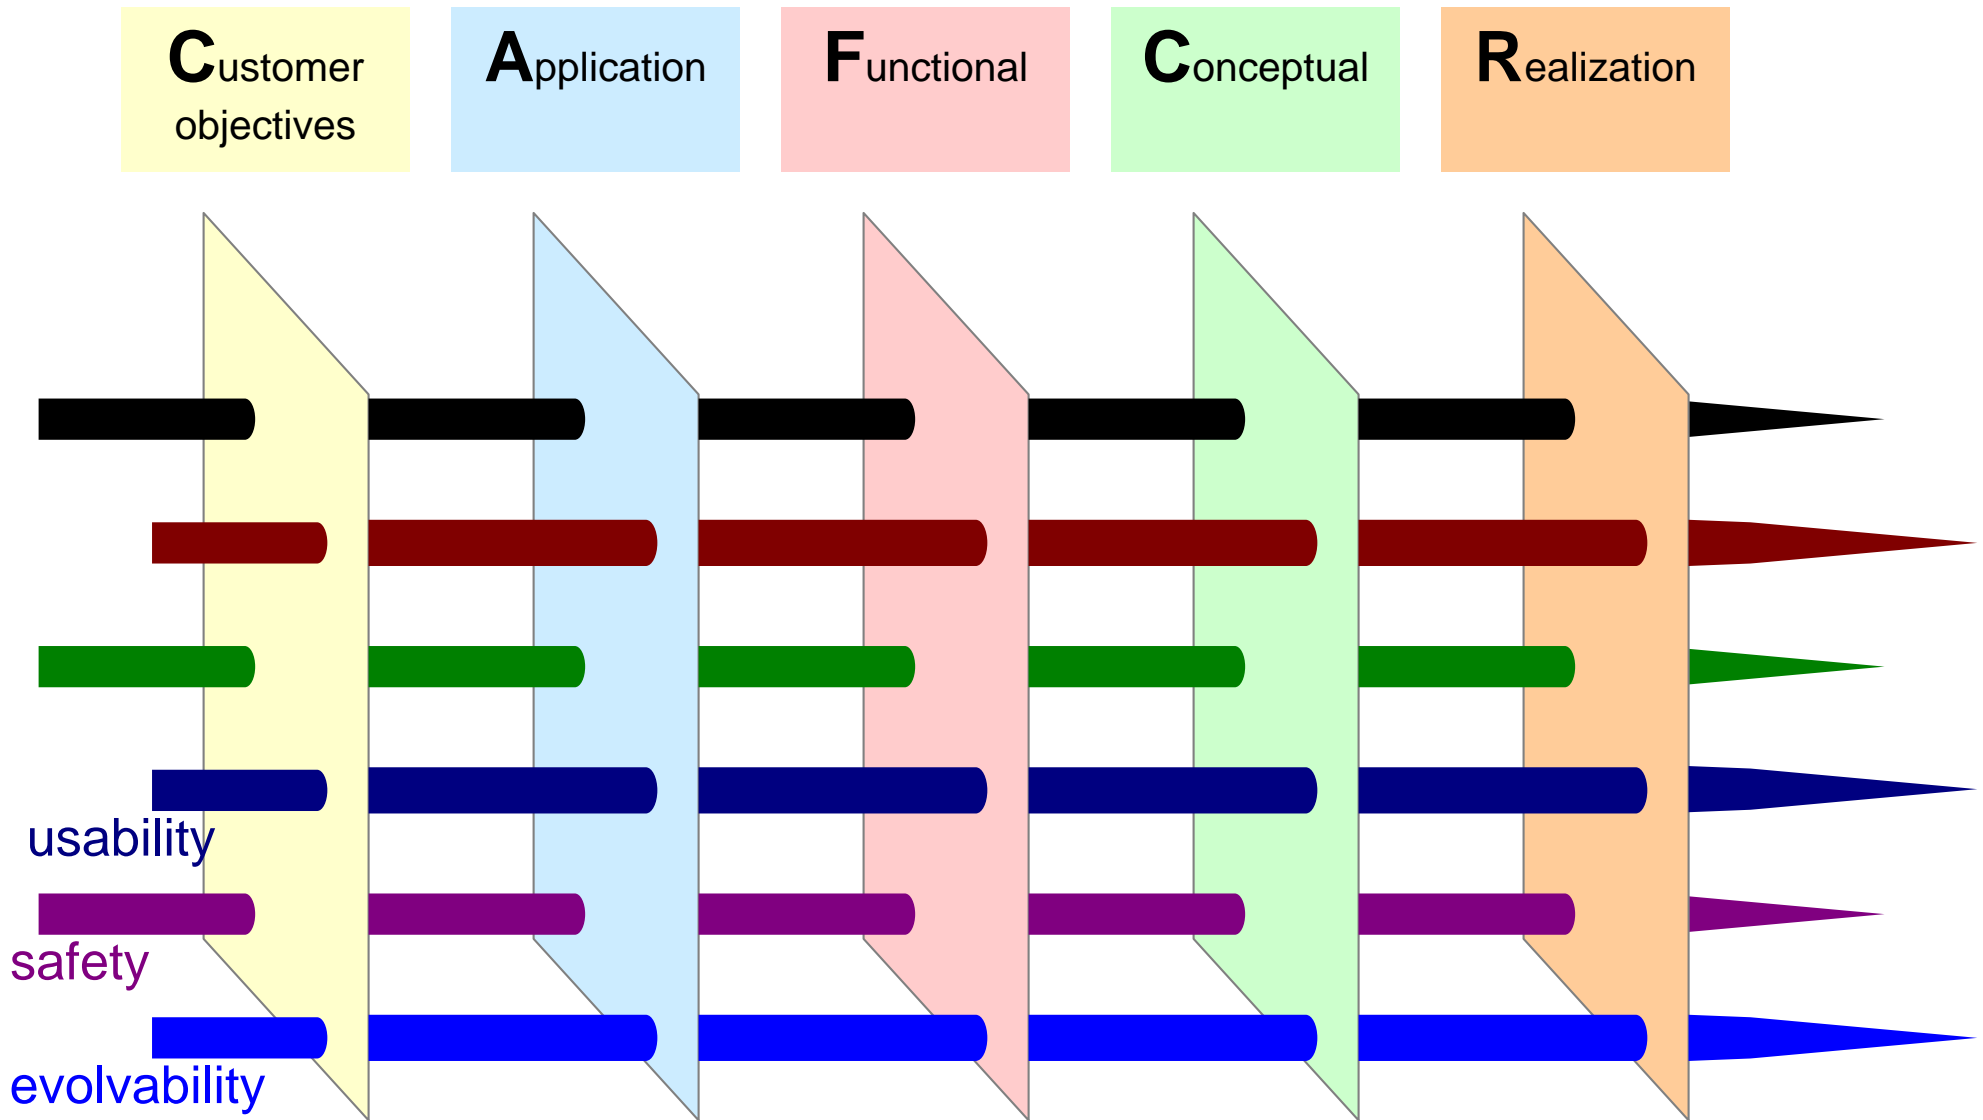 Customer
objectives
Application
Functional
Conceptual
Realization
usability
safety
evolvability